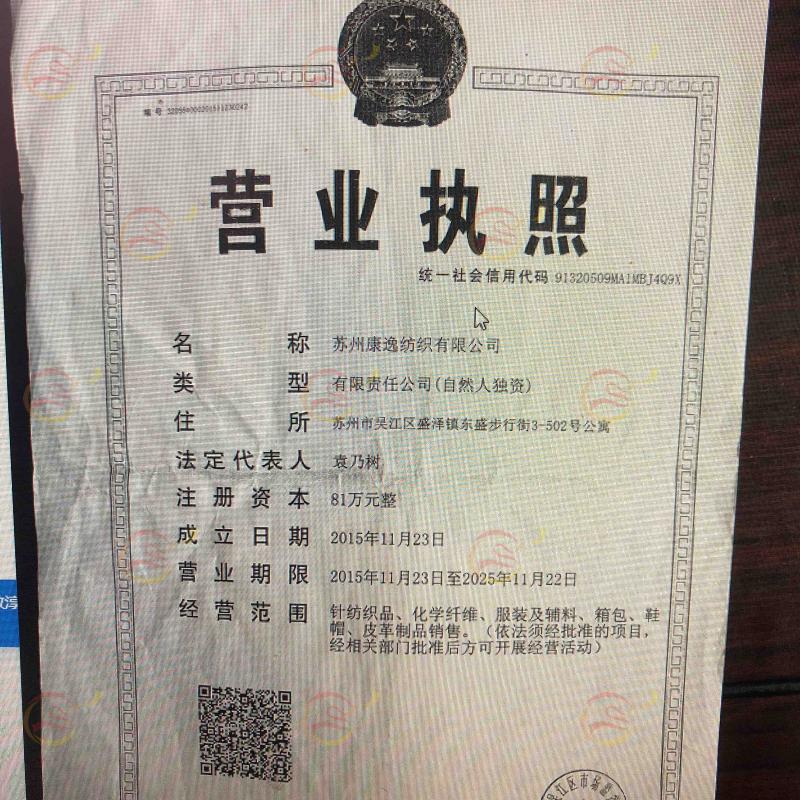 编号 320594000201511230242
营业执照
统一社会信用代码 91320509MA1MBJ4Q9X
名称 苏州康逸纺织有限公司
类型 有限责任公司(自然人独资)
住所 苏州市吴江区盛泽镇东盛步行街3-502号公寓
法定代表人 袁乃树
注册资本 81万元整
成立日期 2015年11月23日
营业期限 2015年11月23日至2025年11月22日
经营范围 针纺织品、化学纤维、服装及辅料、箱包、鞋
帽、皮革制品销售。（依法须经批准的项目，
经相关部门批准后方可开展经营活动）
吴江区市场